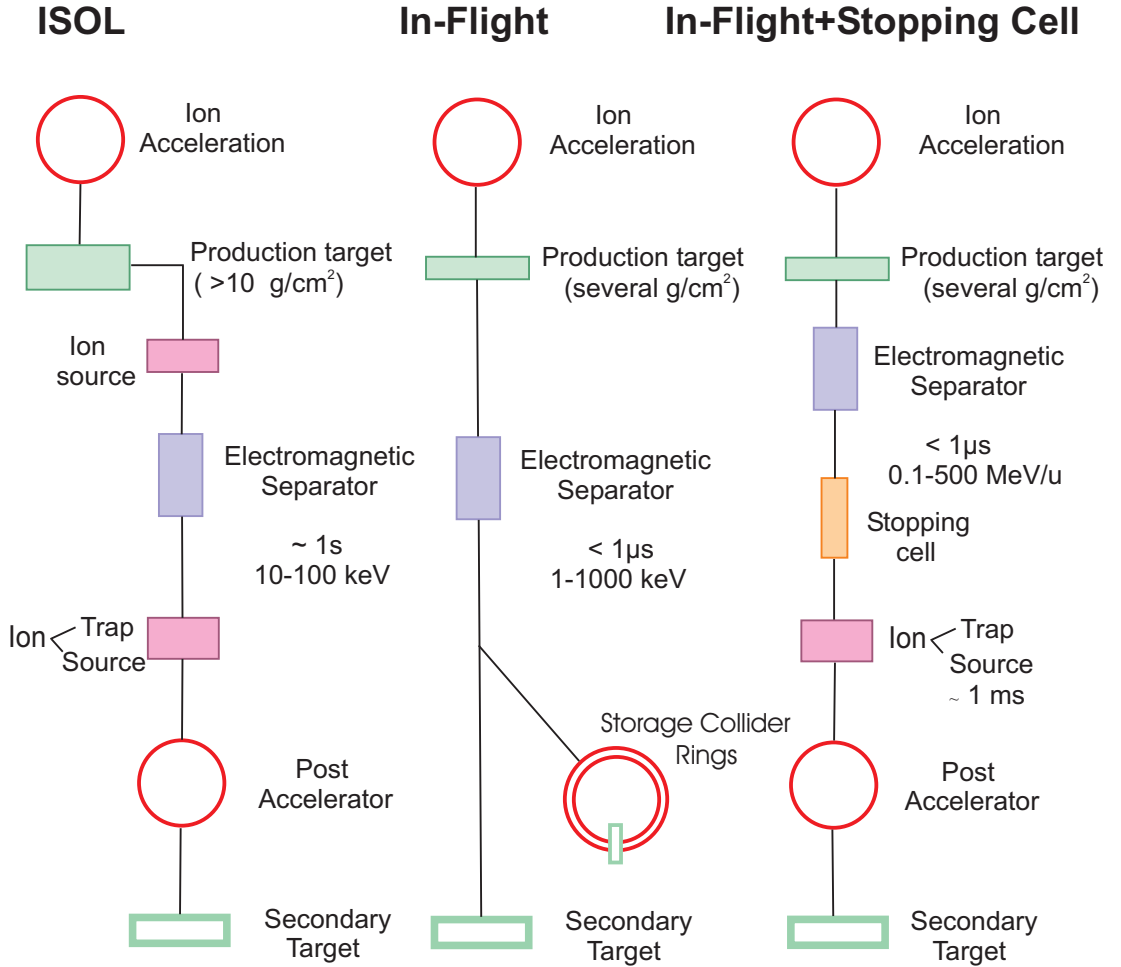 ISOL
In-Flight
In-Flight+Stopping Cell
Ion
Acceleration
Production target
( >10 g/cm²)
Ion
source
Electromagnetic
Separator
~ 1s
10-100 keV
Ion
Trap
Source
Post
Accelerator
Secondary
Target
Ion
Acceleration
Production target
(several g/cm²)
Electromagnetic
Separator
< 1µs
1-1000 keV
Storage Collider
Rings
Secondary
Target
Ion
Acceleration
Production target
(several g/cm²)
Electromagnetic
Separator
< 1µs
0.1-500 MeV/u
Stopping
cell
Ion
Trap
Source
~ 1 ms
Post
Accelerator
Secondary
Target